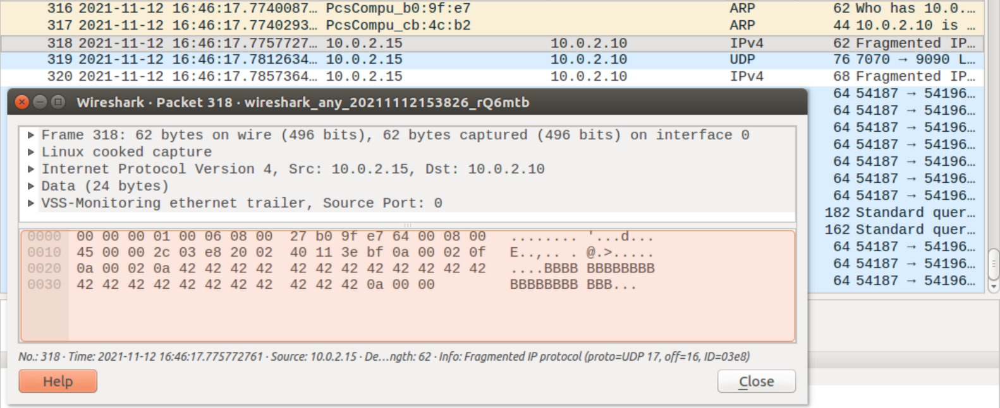 316 2021-11-12 16:46:17.7740087… PcsCompu_b0:9f:e7 ARP 62 Who has 10.0.…
317 2021-11-12 16:46:17.7740293… PcsCompu_cb:4c:b2 ARP 44 10.0.2.10 is …
318 2021-11-12 16:46:17.7757727… 10.0.2.15 10.0.2.10 IPv4 62 Fragmented IP…
319 2021-11-12 16:46:17.7812634… 10.0.2.15 10.0.2.10 UDP 76 7070 → 9090 L…
320 2021-11-12 16:46:17.7857364… 10.0.2.15 10.0.2.10 IPv4 68 Fragmented IP…
64 54187 → 54196…
64 54187 → 54196…
64 54187 → 54196…
64 54187 → 54196…
64 54187 → 54196…
64 54187 → 54196…
64 54187 → 54196…
182 Standard quer…
162 Standard quer…
64 54187 → 54196…
64 54187 → 54196…
64 54187 → 54196…
Wireshark · Packet 318 · wireshark_any_20211112153826_rQ6mtb
Frame 318: 62 bytes on wire (496 bits), 62 bytes captured (496 bits) on interface 0
Linux cooked capture
Internet Protocol Version 4, Src: 10.0.2.15, Dst: 10.0.2.10
Data (24 bytes)
VSS-Monitoring ethernet trailer, Source Port: 0
0000 00 00 00 01 00 06 08 00 27 b0 9f e7 64 00 08 00 ........ '...d...
0010 45 00 00 2c 03 e8 20 02 40 11 3e bf 0a 00 02 0f E..,.. . @.>.....
0020 0a 00 02 0a 42 42 42 42 42 42 42 42 42 42 42 42 ....BBBB BBBBBBBB
0030 42 42 42 42 42 42 42 42 42 42 42 0a 00 00 BBBBBBBB BBB...
No.: 318 · Time: 2021-11-12 16:46:17.775772761 · Source: 10.0.2.15 · De…ngth: 62 · Info: Fragmented IP protocol (proto=UDP 17, off=16, ID=03e8)
Help
Close